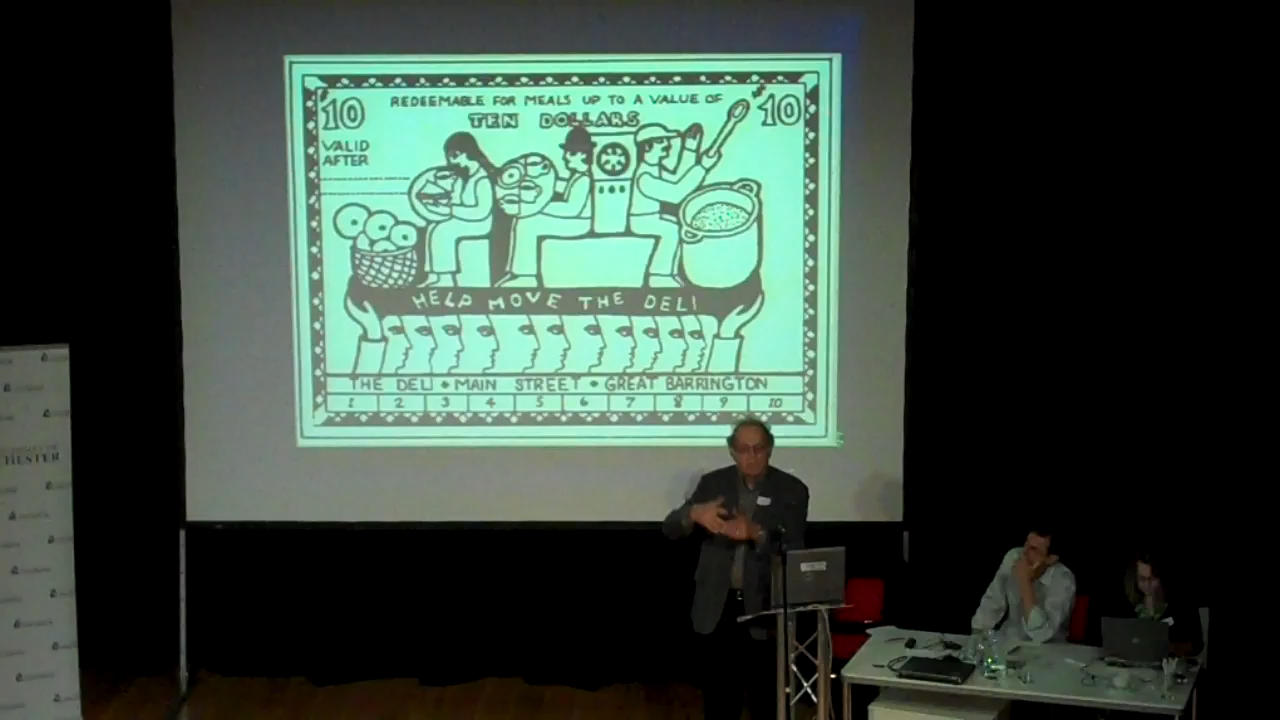 10 REDEEMABLE FOR MEALS UP TO A VALUE OF 10
TEN DOLLARS
VALID
AFTER
HELP MOVE THE DELI
THE DELI • MAIN STREET • GREAT BARRINGTON
1 2 3 4 5 6 7 8 9 10